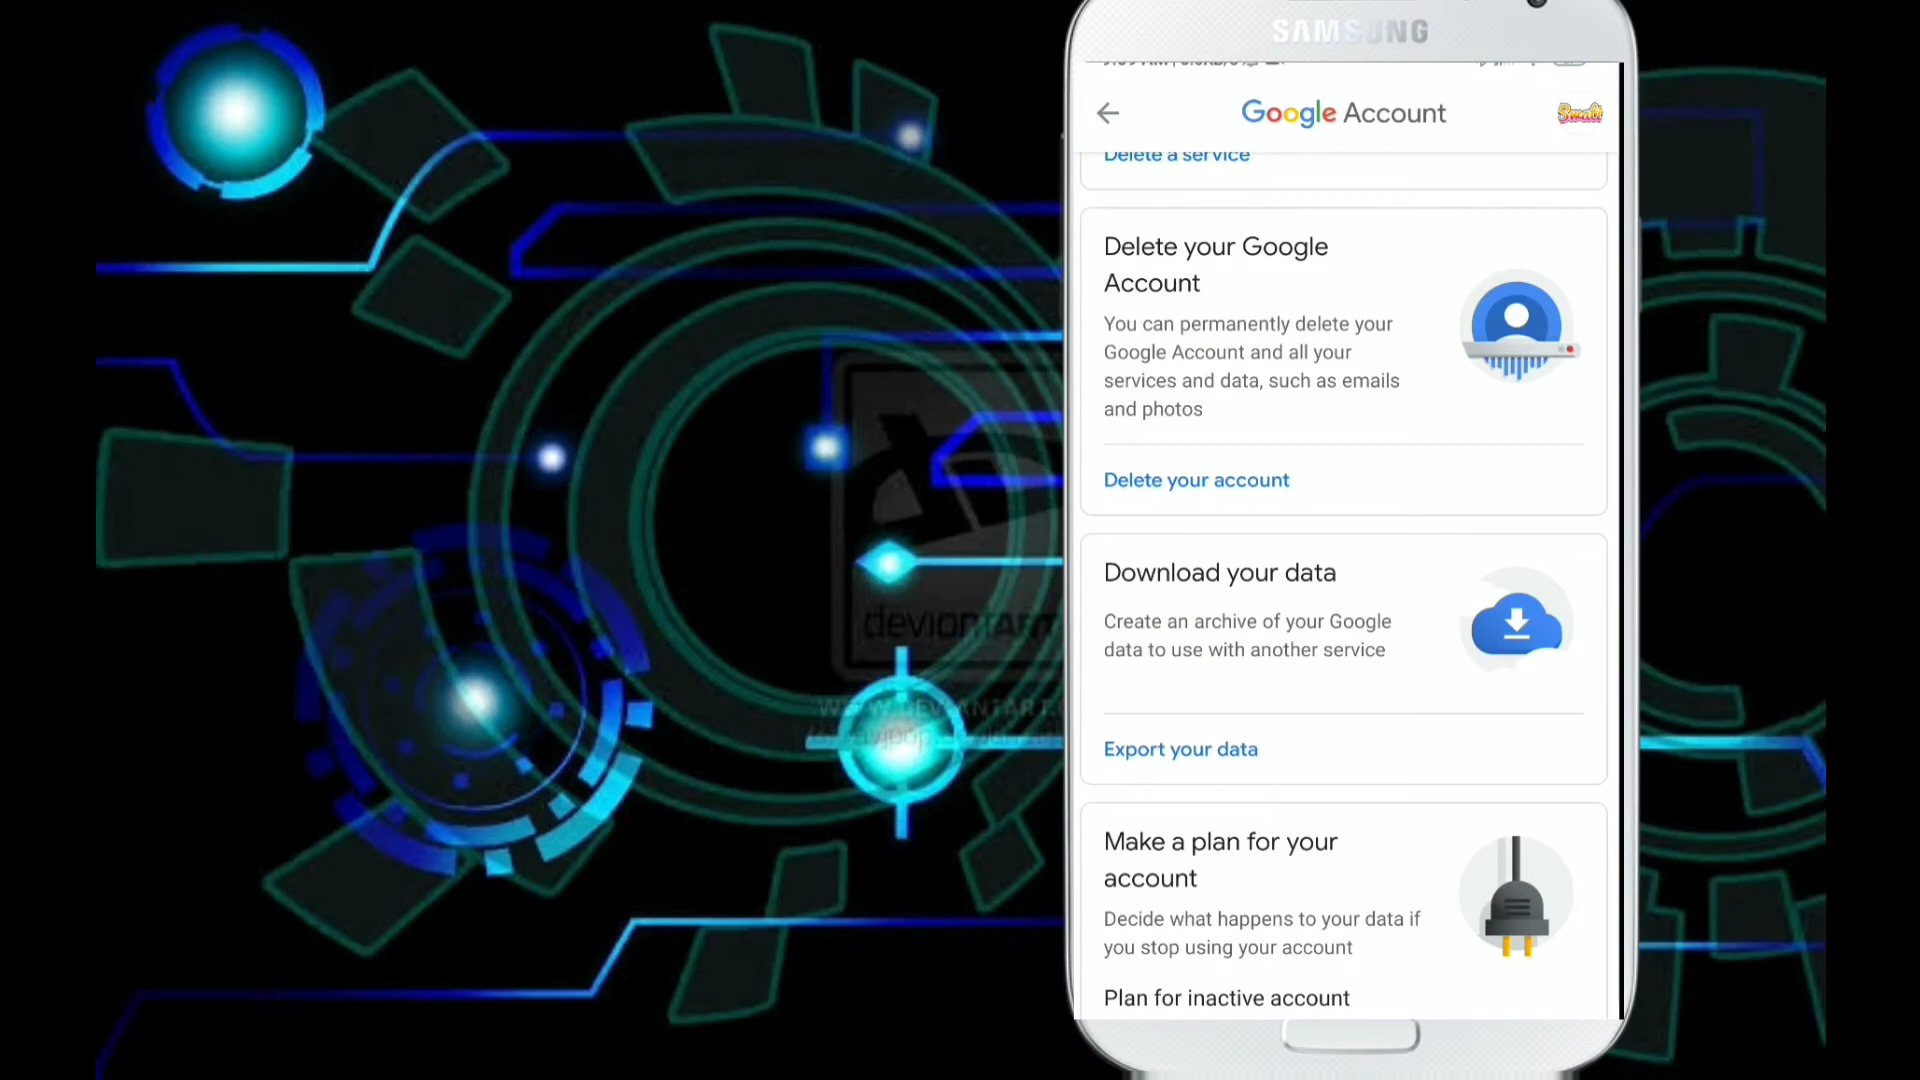 SAMSUNG
Google Account
Delete a service
Delete your Google
Account
You can permanently delete your
Google Account and all your
services and data, such as emails
and photos
Delete your account
Download your data
Create an archive of your Google
data to use with another service
Export your data
Make a plan for your
account
Decide what happens to your data if
you stop using your account
Plan for inactive account
deviantART